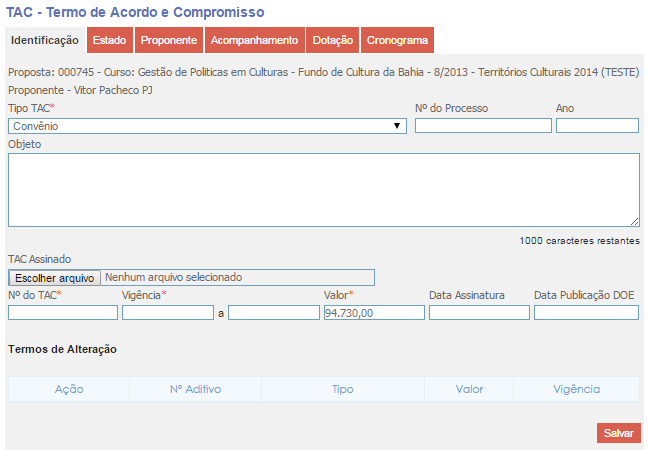 TAC - Termo de Acordo e Compromisso
Identificação Estado Proponente Acompanhamento Dotação Cronograma
Proposta: 000745 - Curso: Gestão de Politicas em Culturas - Fundo de Cultura da Bahia - 8/2013 - Territórios Culturais 2014 (TESTE)
Proponente - Vitor Pacheco PJ
Tipo TAC* Nº do Processo Ano
Convênio
Objeto
1000 caracteres restantes
TAC Assinado
Escolher arquivo Nenhum arquivo selecionado
Nº do TAC* Vigência* Valor* Data Assinatura Data Publicação DOE
a 94.730,00
Termos de Alteração
Ação Nº Aditivo Tipo Valor Vigência
Salvar